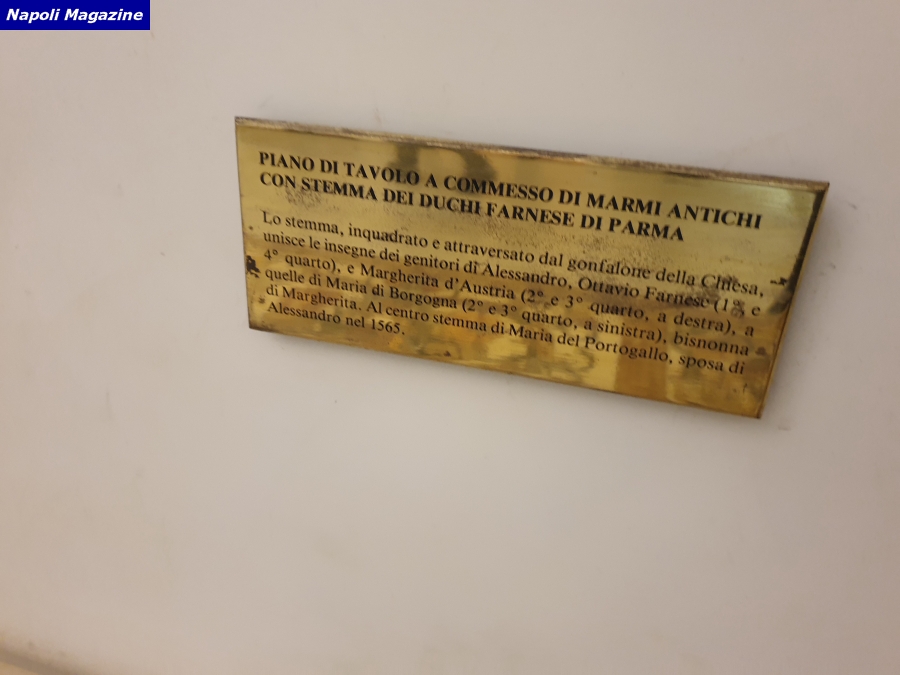 Napoli Magazine
PIANO DI TAVOLO A COMMESSO DI MARMI ANTICHI
CON STEMMA DEI DUCHI FARNESE DI PARMA
Lo stemma, inquadrato e attraversato dal gonfalone della Chiesa,
unisce le insegne dei genitori di Alessandro, Ottavio Farnese (1° e
4° quarto), e Margherita d'Austria (2° e 3° quarto, a destra), a
quelle di Maria di Borgogna (2° e 3° quarto, a sinistra), bisnonna
di Margherita. Al centro stemma di Maria del Portogallo, sposa di
Alessandro nel 1565.